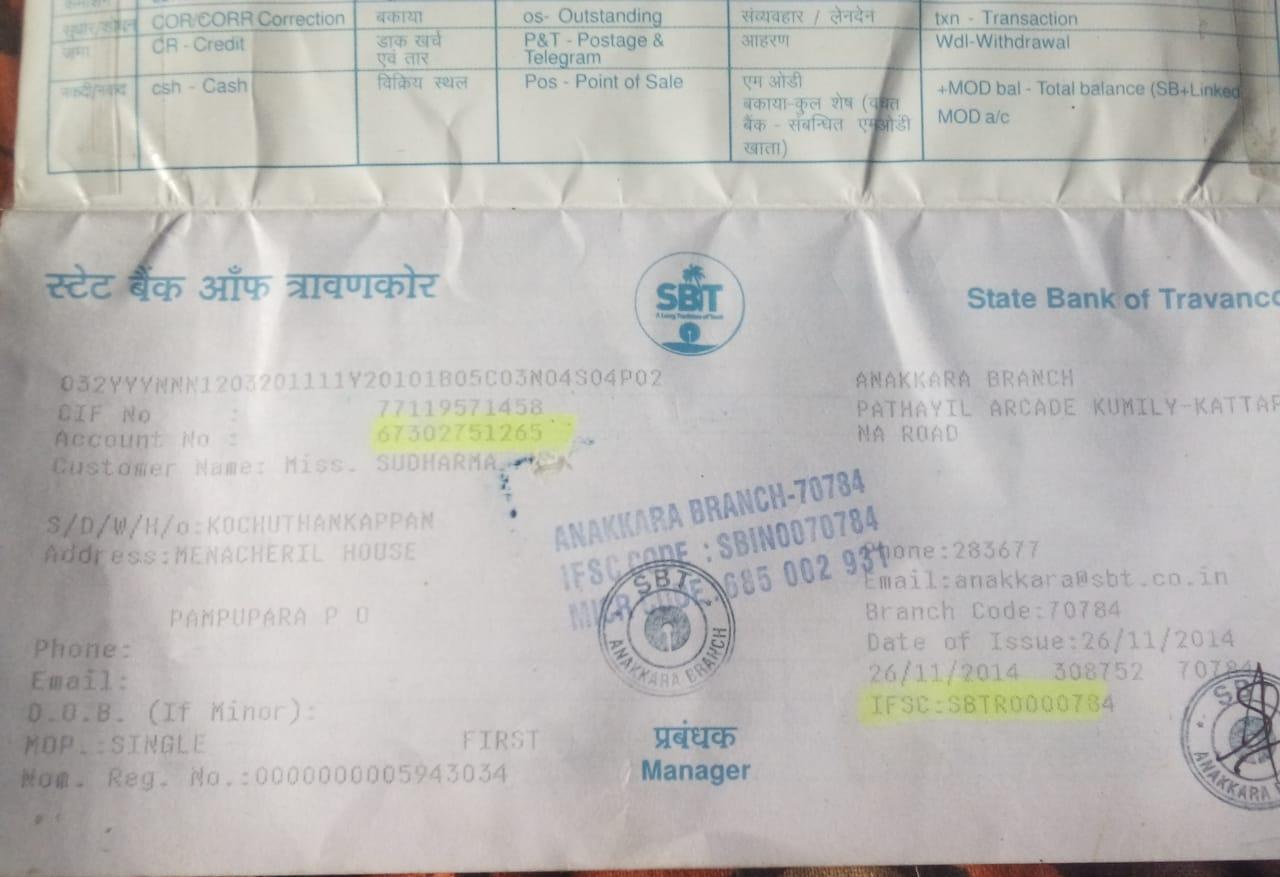 COR/CORR Correction बकाया os- Outstanding संव्यवहार / लेनदेन txn - Transaction
जमा CR - Credit डाक खर्च एवं तार P&T - Postage & Telegram आहरण Wdl-Withdrawal
csh - Cash विक्रिय स्थल Pos - Point of Sale एम ओडी +MOD bal - Total balance (SB+Linked
बकाया-कुल शेष (बचत MOD a/c
बैंक - संबन्धित एमओडी
खाता)
स्टेट बैंक ऑफ त्रावणकोर
SBT
A Long Tradition of Trust
State Bank of Travanco
032YYYNNN1203201111Y20101B05C03N04S04P02
CIF No : 77119571458
Account No : 67302751265
Customer Name: Miss. SUDHARMA
S/D/W/H/o:KOCHUTHANKAPPAN
Address:MENACHERIL HOUSE
PAMPUPARA P O
Phone:
Email:
D.O.B. (If Minor):
MOP.:SINGLE FIRST
Nom. Reg. No.:0000000005943034
ANAKKARA BRANCH-70784
IFSC CODE : SBIN0070784
MICR CODE: 685 002 931
SBT
ANAKKARA BRANCH
प्रबंधक
Manager
ANAKKARA BRANCH
PATHAYIL ARCADE KUMILY-KATTAP
NA ROAD
Phone:283677
Email:anakkara@sbt.co.in
Branch Code:70784
Date of Issue:26/11/2014
26/11/2014 308752 70784
IFSC:SBTR0000784
SBT
ANAKKARA B